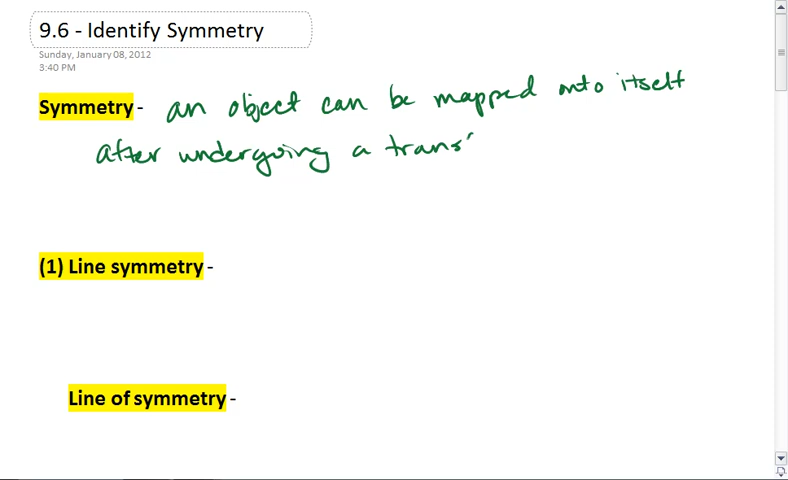 9.6 - Identify Symmetry
Sunday, January 08, 2012
3:40 PM
Symmetry - an object can be mapped onto itself
after undergoing a trans
(1) Line symmetry -
Line of symmetry -